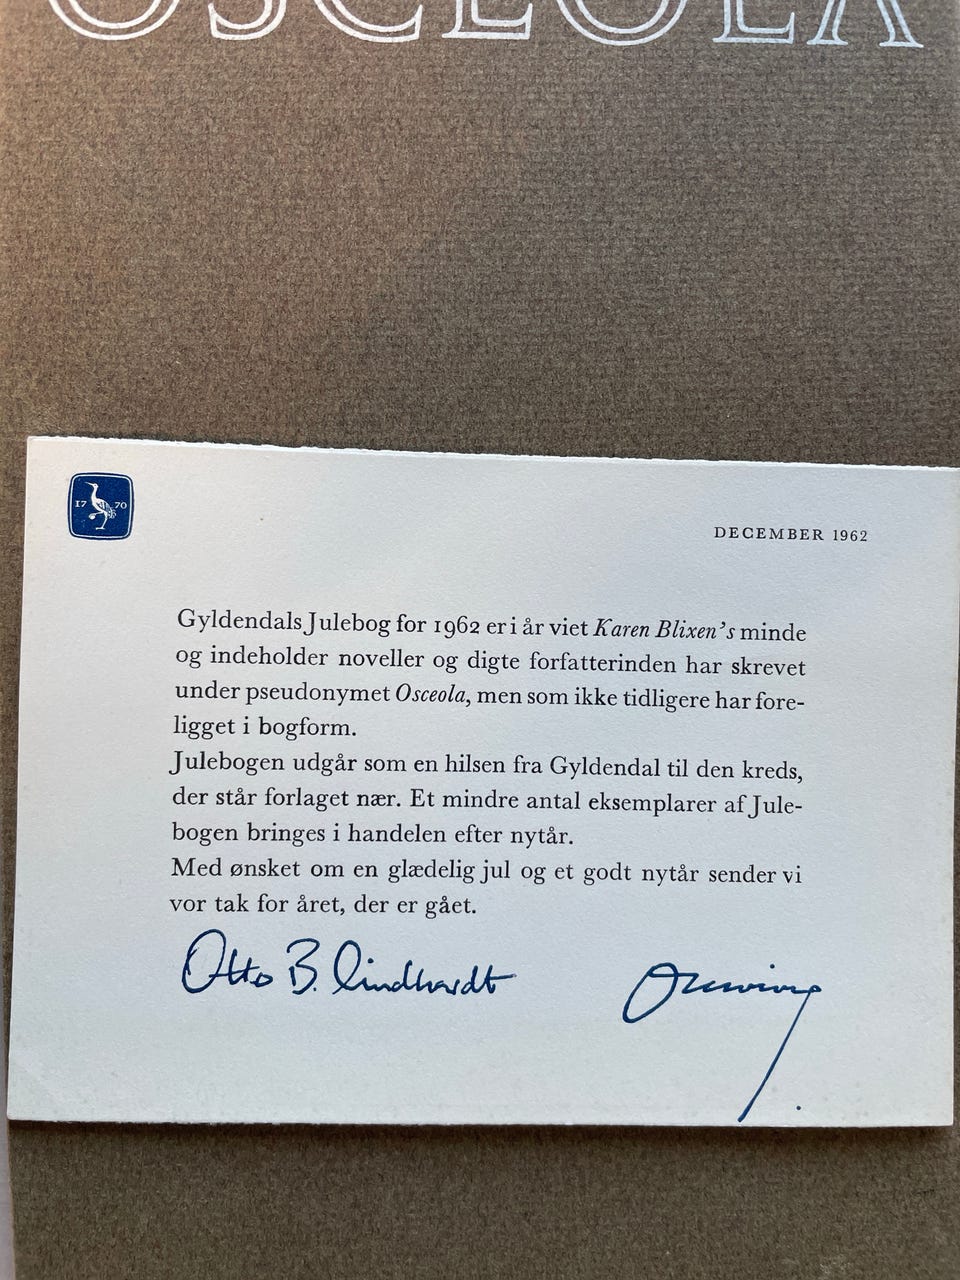 OSCEOLA
17 70
DECEMBER 1962
Gyldendals Julebog for 1962 er i år viet Karen Blixen's minde
og indeholder noveller og digte forfatterinden har skrevet
under pseudonymet Osceola, men som ikke tidligere har fore-
ligget i bogform.
Julebogen udgår som en hilsen fra Gyldendal til den kreds,
der står forlaget nær. Et mindre antal eksemplarer af Jule-
bogen bringes i handelen efter nytår.
Med ønsket om en glædelig jul og et godt nytår sender vi
vor tak for året, der er gået.
Otto B. Lindhardt